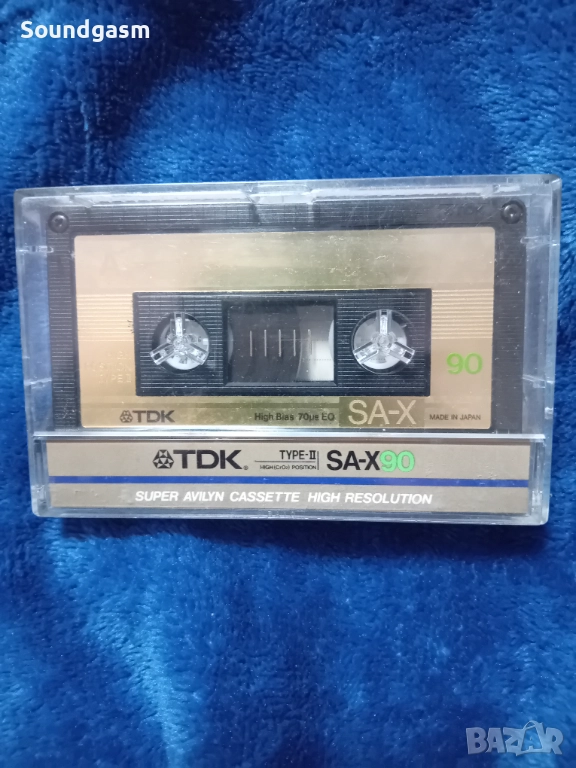 Soundgasm
90
TDK High Bias 70μs EQ SA-X MADE IN JAPAN
TDK. TYPE-II HIGH(CrO₂) POSITION SA-X90
SUPER AVILYN CASSETTE HIGH RESOLUTION
BAZAR